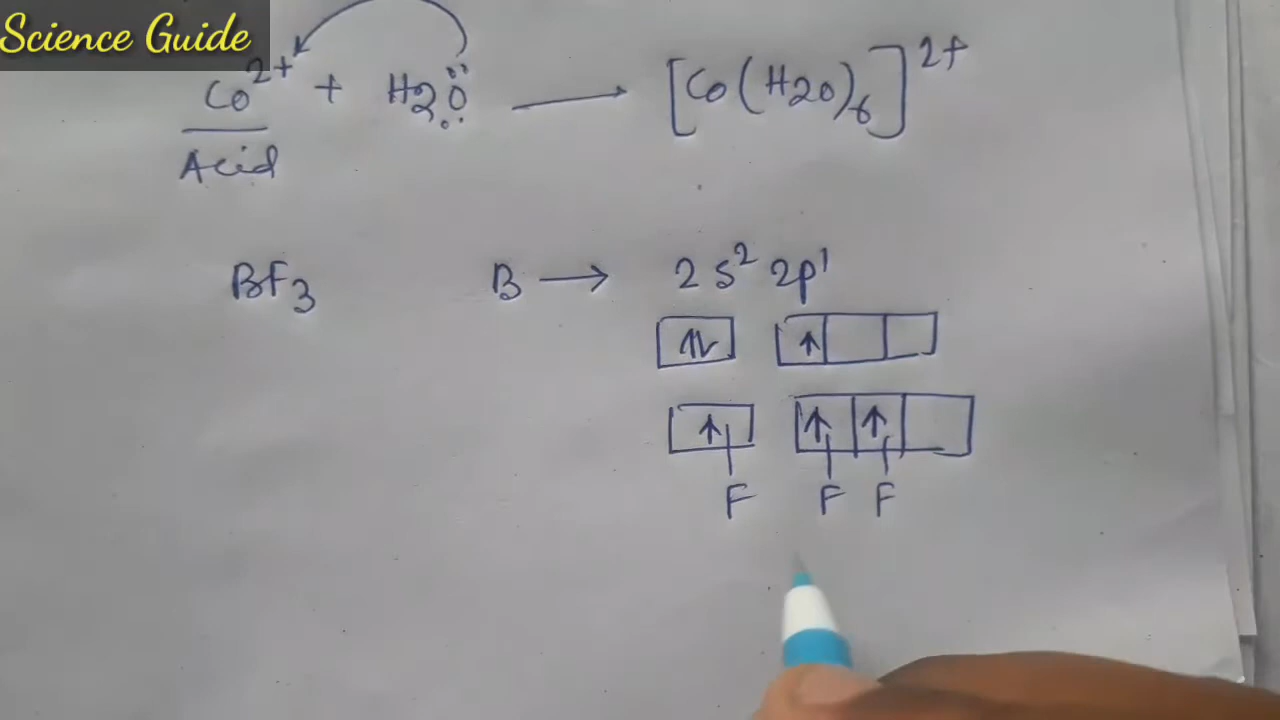 Science Guide
Co²⁺ + H2O → [Co(H2O)6]²⁺
Acid
BF3 B → 2s² 2p¹
F F F